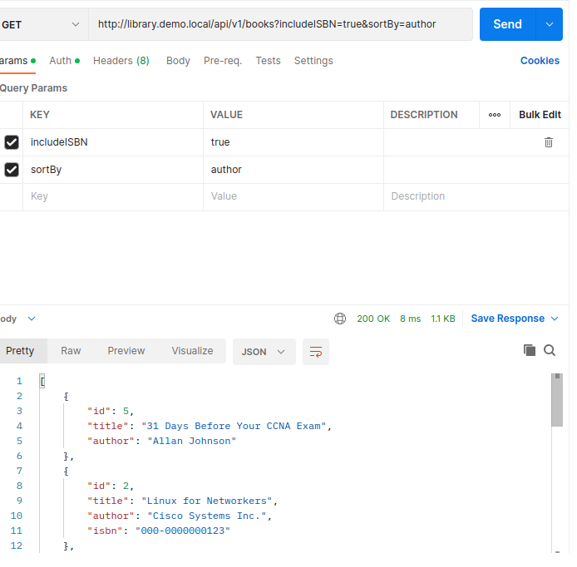 GET http://library.demo.local/api/v1/books?includeISBN=true&sortBy=author Send
arams Auth Headers (8) Body Pre-req. Tests Settings Cookies
Query Params
KEY VALUE DESCRIPTION ooo Bulk Edit
includeISBN true
sortBy author
Key Value Description
ody 200 OK 8 ms 1.1 KB Save Response
Pretty Raw Preview Visualize JSON
1 [
2 {
3 "id": 5,
4 "title": "31 Days Before Your CCNA Exam",
5 "author": "Allan Johnson"
6 },
7 {
8 "id": 2,
9 "title": "Linux for Networkers",
10 "author": "Cisco Systems Inc.",
11 "isbn": "000-0000000123"
12 },